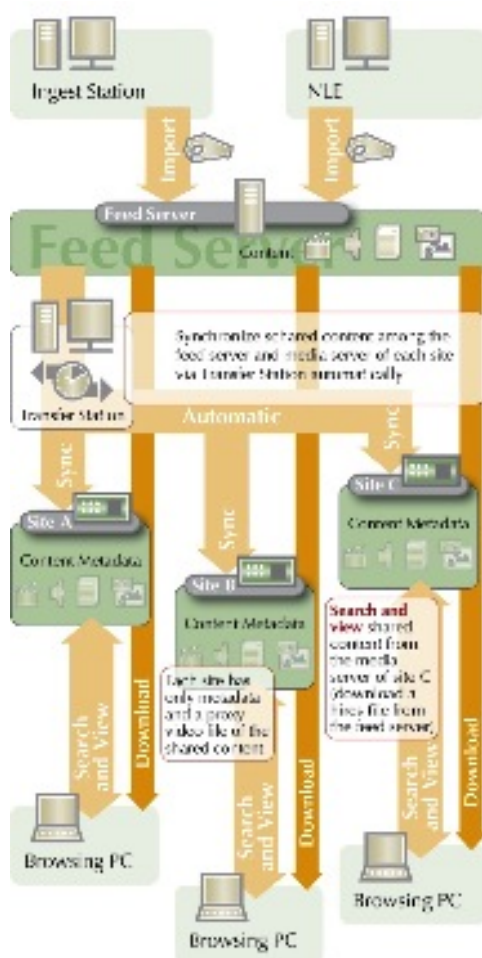 Ingest Station
NLE
Import
Import
Feed Server
Feed Server
Content
Synchronize schared content among the
feed server and media server of each site
via Transfer Station automatically
Transfer Station
Automatic
Sync
Sync
Sync
Site A
Content Metadata
Site B
Content Metadata
Site C
Content Metadata
Each site has
only metadata
and a proxy
video file of the
shared content
Search and
view shared
content from
the media
server of site C
(download a
hires file from
the feed server)
Search
and View
Download
Search
and View
Download
Search
and View
Download
Browsing PC
Browsing PC
Browsing PC